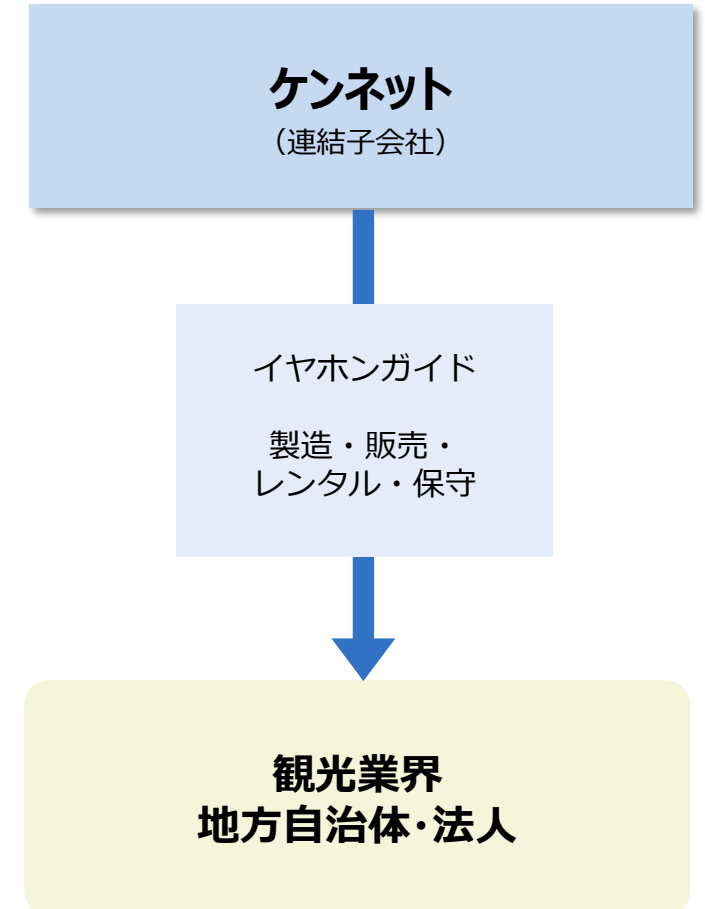 ケンネット
（連結子会社）
イヤホンガイド
製造・販売・
レンタル・保守
観光業界
地方自治体･法人